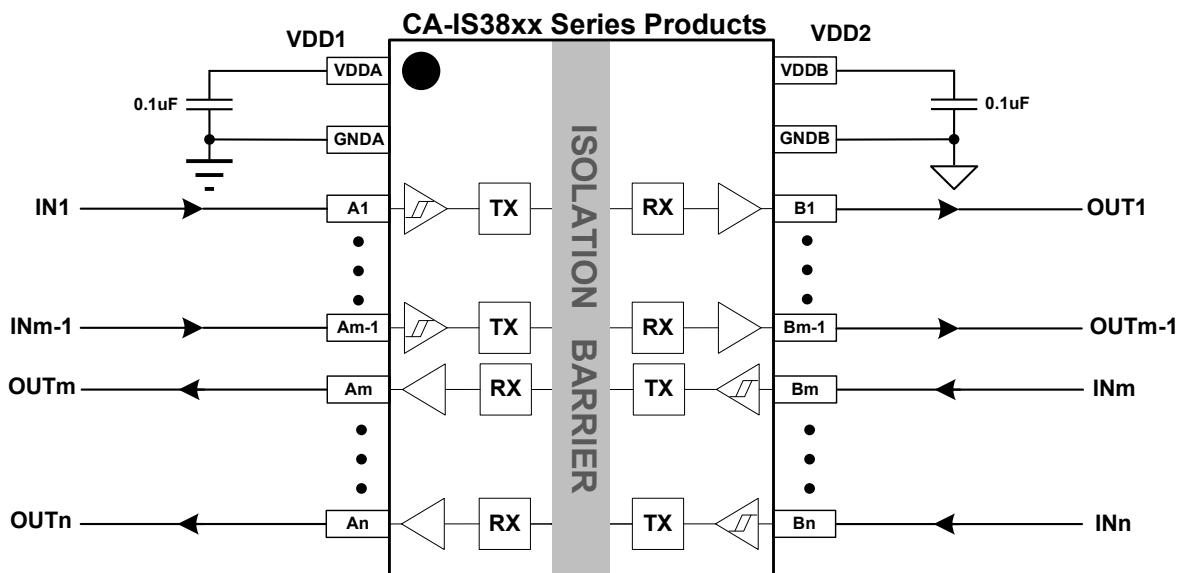 CA-IS38xx Series Products
VDD1
VDD2
VDDA
VDDB
0.1uF
0.1uF
GNDA
GNDB
ISOLATION BARRIER
IN1
A1
TX
RX
B1
OUT1
INm-1
Am-1
TX
RX
Bm-1
OUTm-1
OUTm
Am
RX
TX
Bm
INm
OUTn
An
RX
TX
Bn
INn